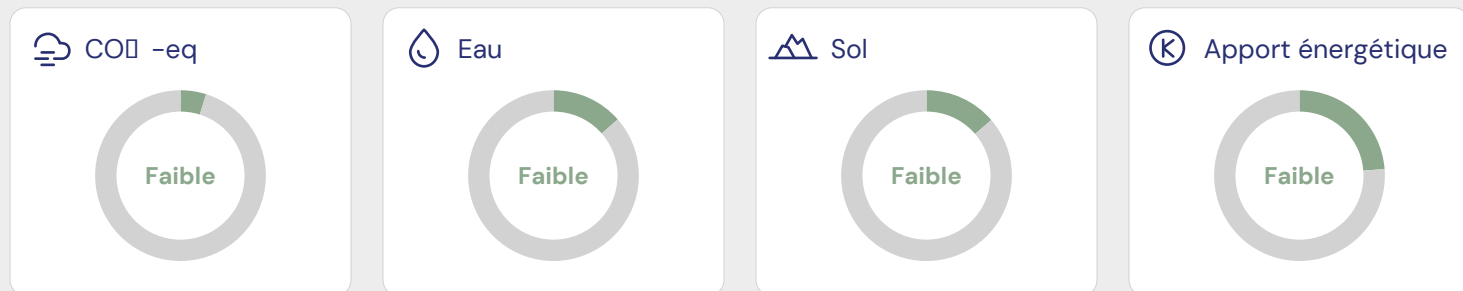 CO▯ -eq
Eau
Sol
Apport énergétique
Faible
Faible
Faible
Faible